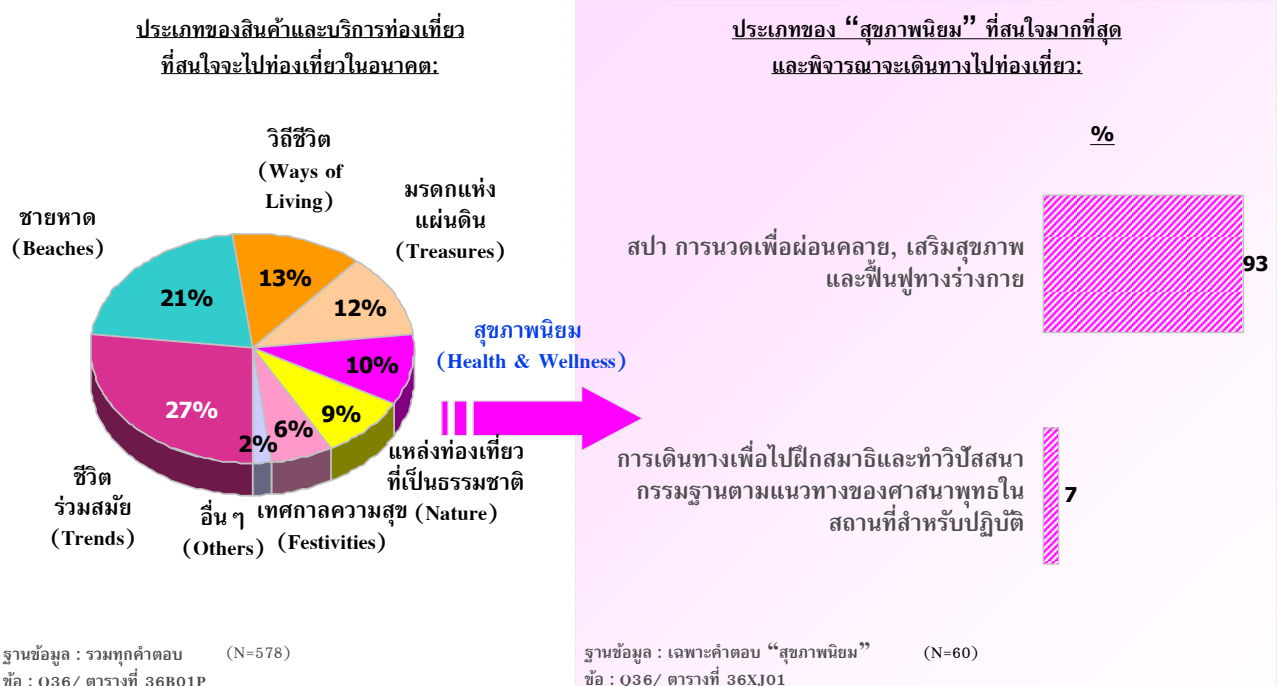 ประเภทของสินค้าและบริการท่องเที่ยว
ที่สนใจจะไปท่องเที่ยวในอนาคต:
วิถีชีวิต
(Ways of
Living)
มรดกแห่ง
แผ่นดิน
(Treasures)
ชายหาด
(Beaches)
21%
13%
12%
10%
9%
6%
2%
27%
สุขภาพนิยม
(Health & Wellness)
แหล่งท่องเที่ยว
ที่เป็นธรรมชาติ
(Nature)
เทศกาลความสุข
(Festivities)
อื่น ๆ
(Others)
ชีวิต
ร่วมสมัย
(Trends)
ฐานข้อมูล : รวมทุกคำตอบ (N=578)
ข้อ : Q36/ ตารางที่ 36B01P
ประเภทของ “สุขภาพนิยม” ที่สนใจมากที่สุด
และพิจารณาจะเดินทางไปท่องเที่ยว:
%
สปา การนวดเพื่อผ่อนคลาย, เสริมสุขภาพ
และฟื้นฟูทางร่างกาย
93
การเดินทางเพื่อไปฝึกสมาธิและทำวิปัสสนา
กรรมฐานตามแนวทางของศาสนาพุทธใน
สถานที่สำหรับปฏิบัติ
7
ฐานข้อมูล : เฉพาะคำตอบ “สุขภาพนิยม” (N=60)
ข้อ : Q36/ ตารางที่ 36XJ01